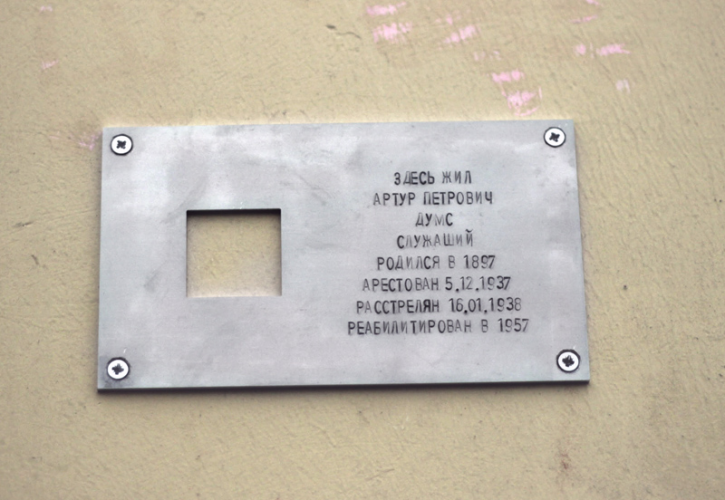 ЗДЕСЬ ЖИЛ
АРТУР ПЕТРОВИЧ
ДУМС
СЛУЖАЩИЙ
РОДИЛСЯ В 1897
АРЕСТОВАН 5.12.1937
РАССТРЕЛЯН 16.01.1938
РЕАБИЛИТИРОВАН В 1957